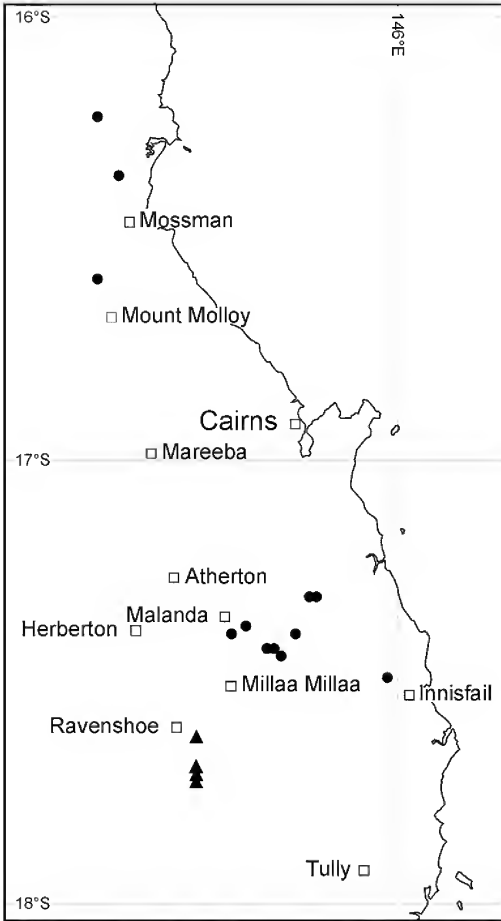 16°S
146°E
Mossman
Mount Molloy
Cairns
17°S
Mareeba
Atherton
Malanda
Herberton
Millaa Millaa
Innisfail
Ravenshoe
Tully
18°S